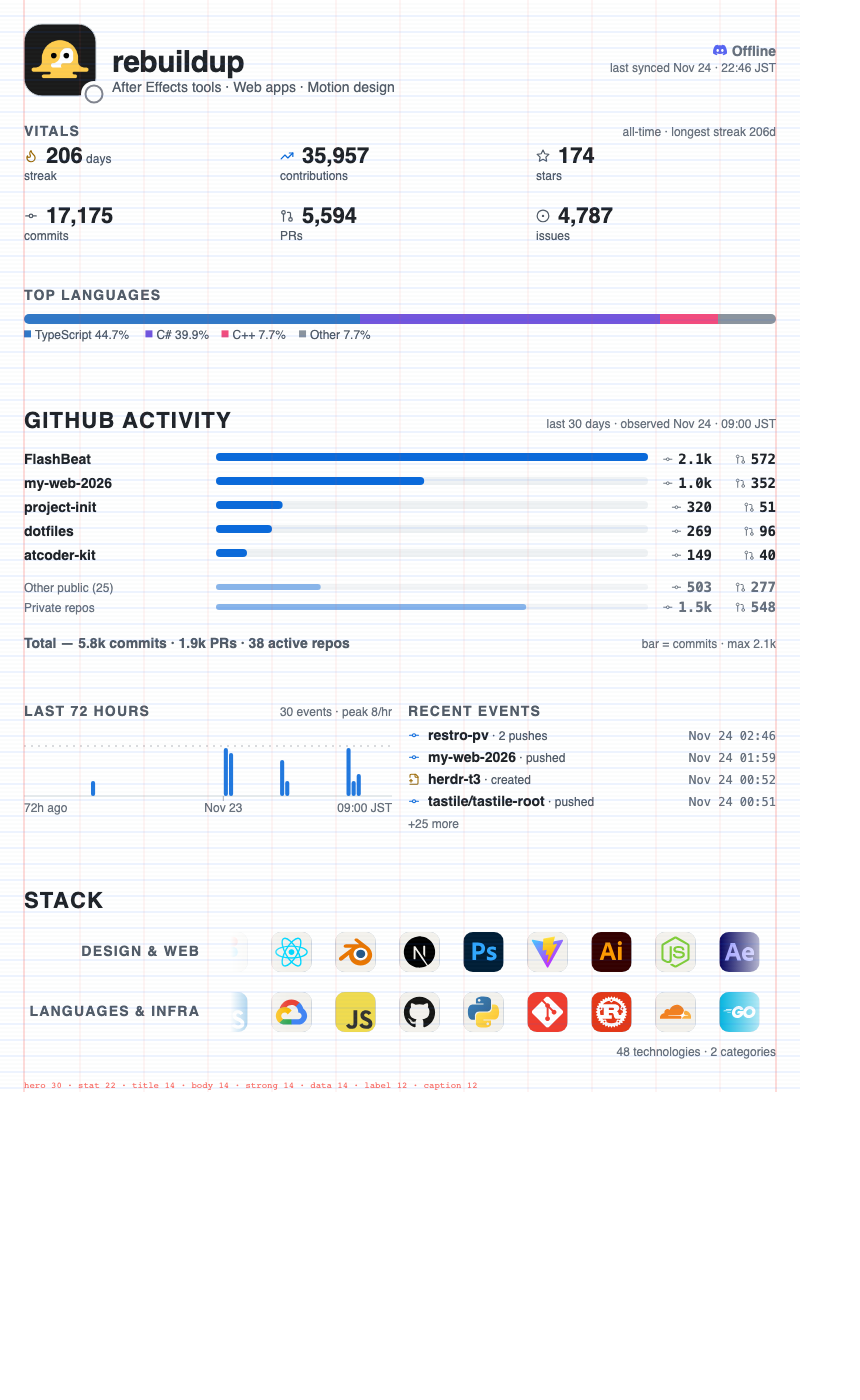 rebuildup
After Effects tools · Web apps · Motion design
Offline
last synced Nov 24 · 22:46 JST
VITALS
all-time · longest streak 206d
206 days
streak
35,957
contributions
174
stars
17,175
commits
5,594
PRs
4,787
issues
TOP LANGUAGES
TypeScript 44.7% C# 39.9% C++ 7.7% Other 7.7%
GITHUB ACTIVITY
last 30 days · observed Nov 24 · 09:00 JST
FlashBeat 2.1k 572
my-web-2026 1.0k 352
project-init 320 51
dotfiles 269 96
atcoder-kit 149 40
Other public (25) 503 277
Private repos 1.5k 548
Total — 5.8k commits · 1.9k PRs · 38 active repos
bar = commits · max 2.1k
LAST 72 HOURS
30 events · peak 8/hr
72h ago Nov 23 09:00 JST
RECENT EVENTS
restro-pv · 2 pushes Nov 24 02:46
my-web-2026 · pushed Nov 24 01:59
herdr-t3 · created Nov 24 00:52
tastile/tastile-root · pushed Nov 24 00:51
+25 more
STACK
DESIGN & WEB
N Ps Ai JS Ae
LANGUAGES & INFRA
S JS R GO
48 technologies · 2 categories
hero 30 · stat 22 · title 14 · body 14 · strong 14 · data 14 · label 12 · caption 12